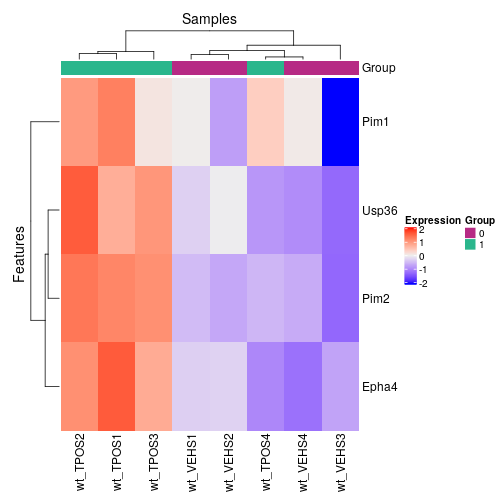 Samples
Group
Pim1
Usp36
Pim2
Epha4
Features
Expression
2
1
0
-1
-2
Group
0
1
wt_TPOS2
wt_TPOS1
wt_TPOS3
wt_VEHS1
wt_VEHS2
wt_TPOS4
wt_VEHS4
wt_VEHS3